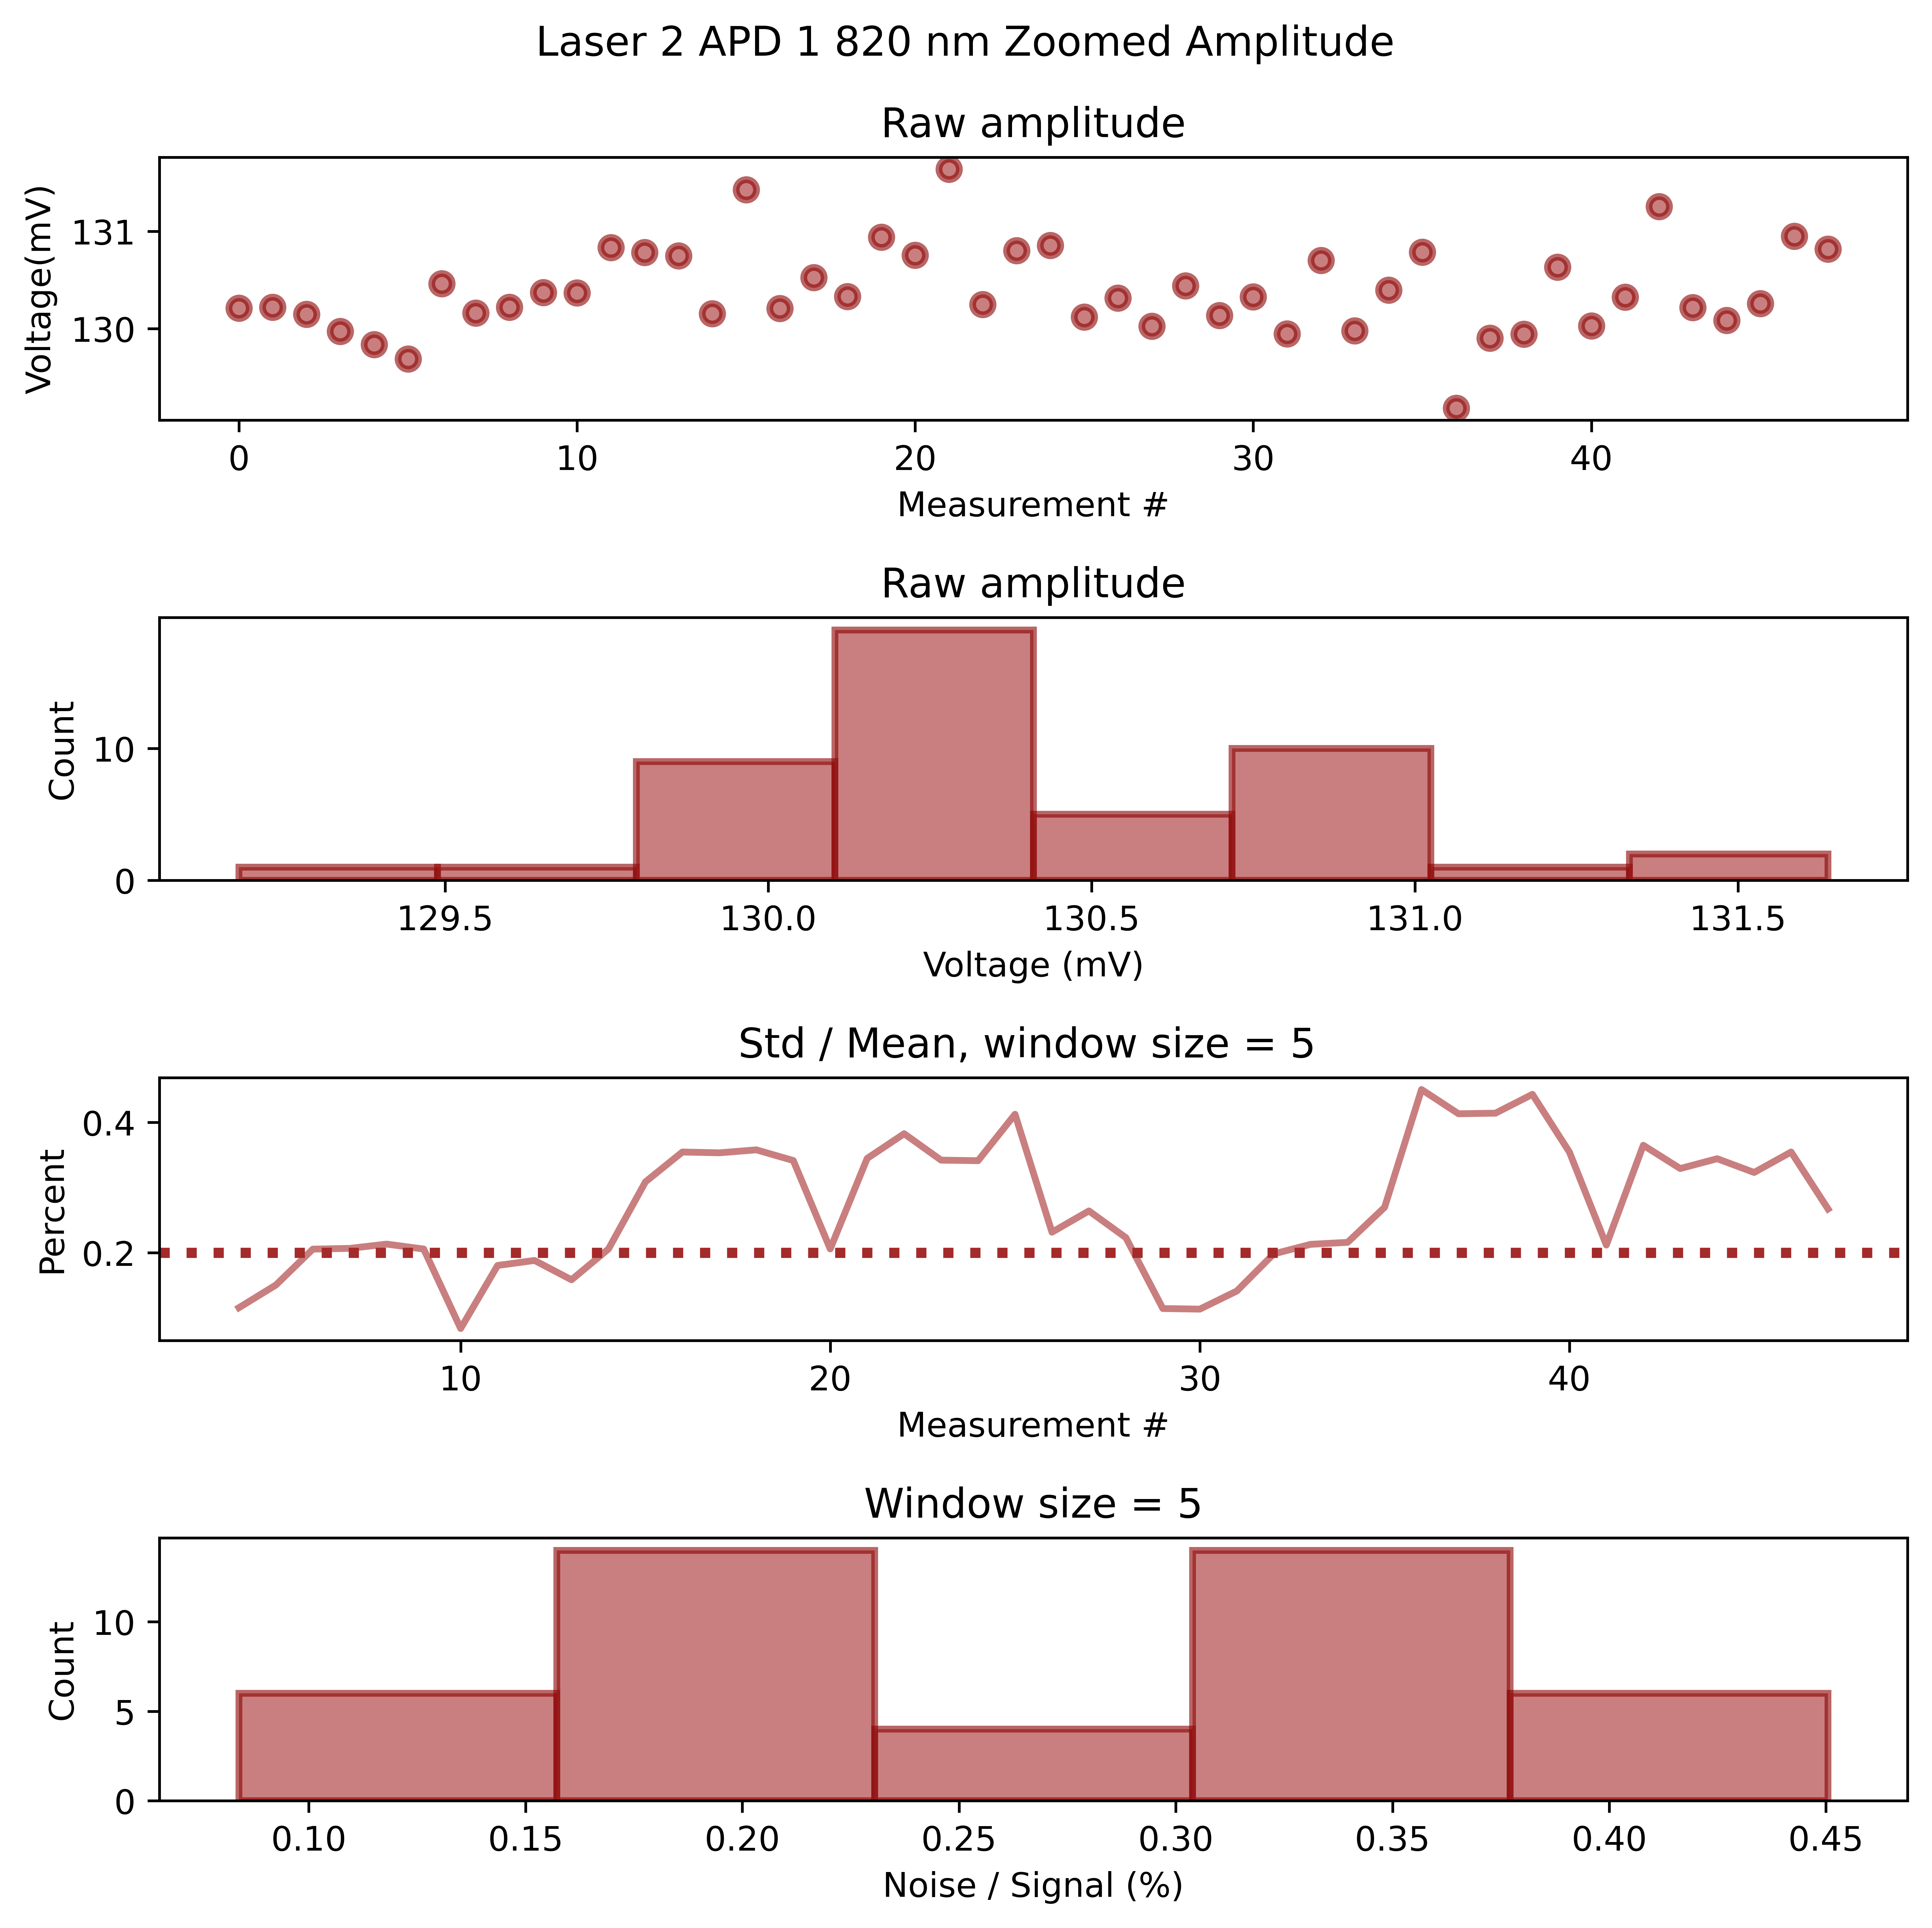 Laser 2 APD 1 820 nm Zoomed Amplitude
Raw amplitude
Voltage(mV)
131
130
0 10 20 30 40
Measurement #
Raw amplitude
Count
10
0
129.5 130.0 130.5 131.0 131.5
Voltage (mV)
Std / Mean, window size = 5
Percent
0.4
0.2
10 20 30 40
Measurement #
Window size = 5
Count
10
5
0
0.10 0.15 0.20 0.25 0.30 0.35 0.40 0.45
Noise / Signal (%)